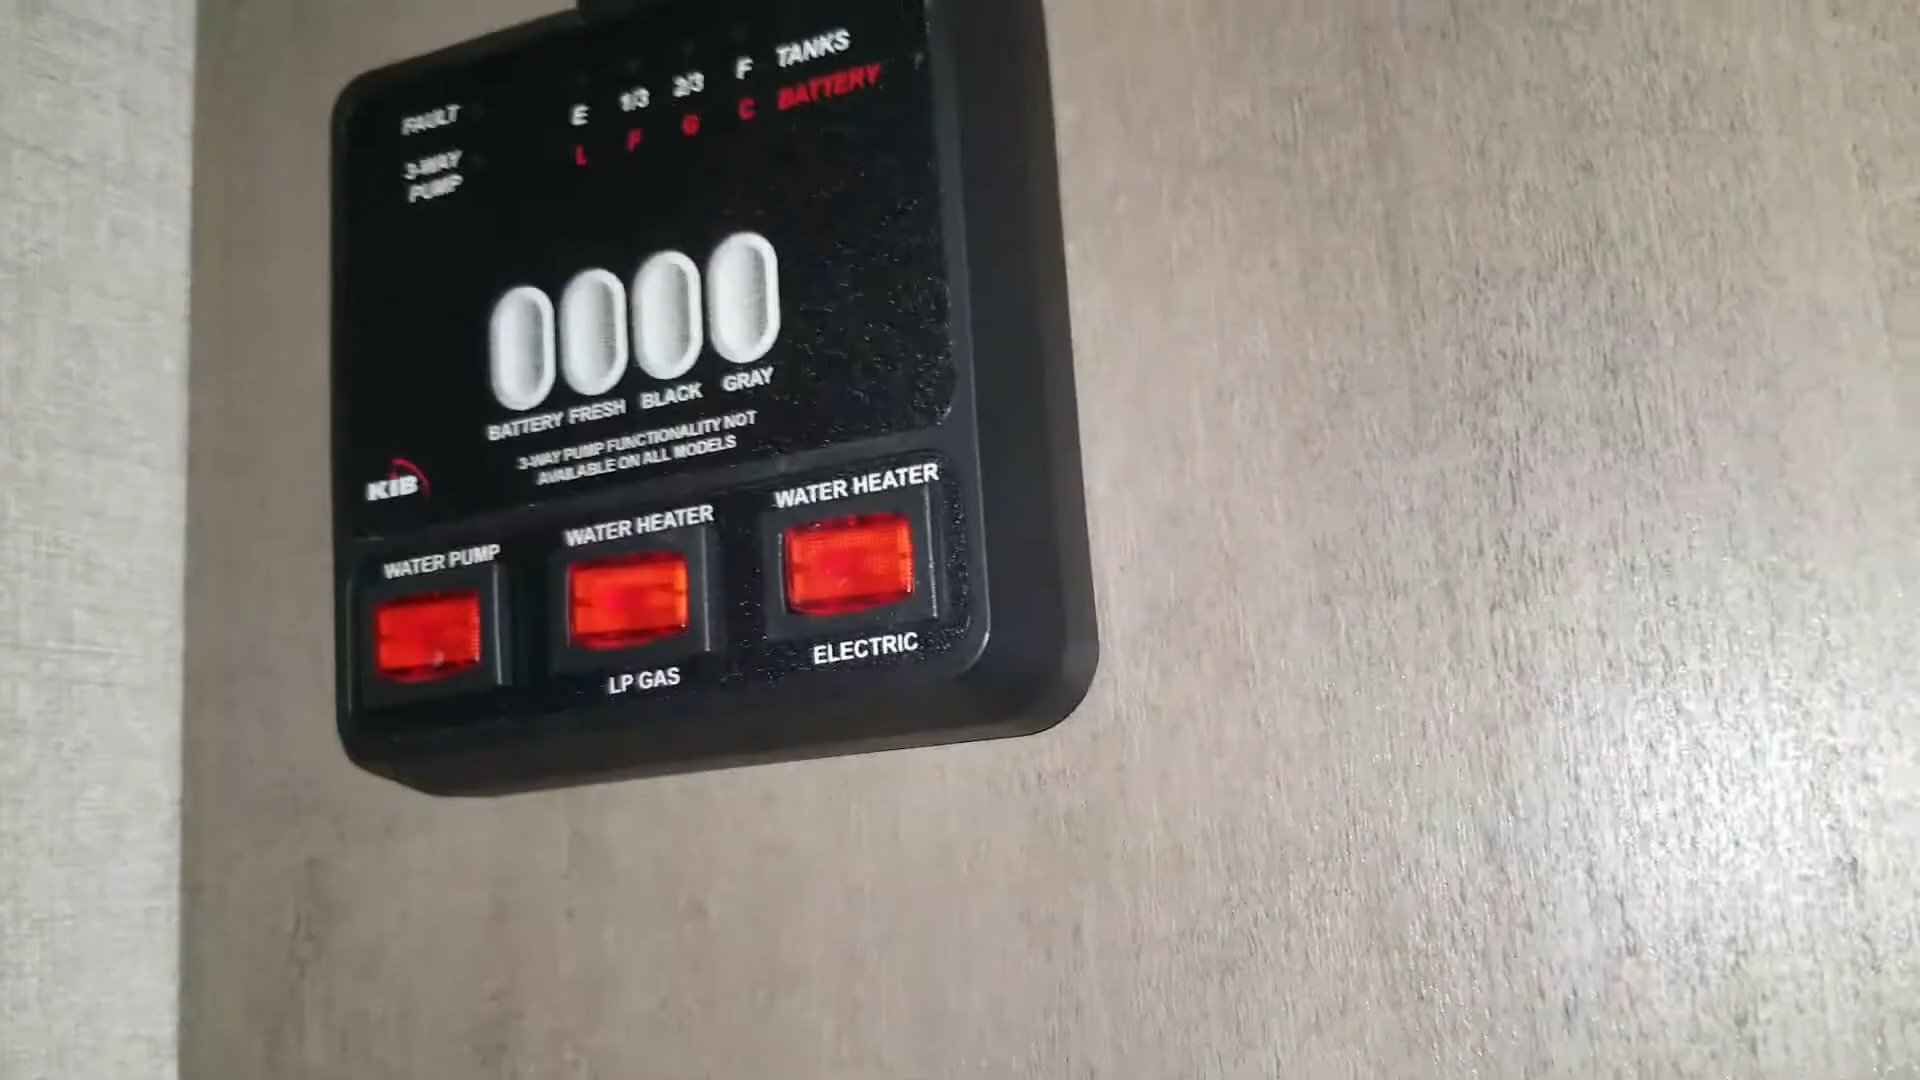 FAULT
E 1/3 2/3 F TANKS
L F G C BATTERY
3-WAY
PUMP
BATTERY FRESH BLACK GRAY
3-WAY PUMP FUNCTIONALITY NOT
AVAILABLE ON ALL MODELS
KIB
WATER PUMP
WATER HEATER
LP GAS
WATER HEATER
ELECTRIC